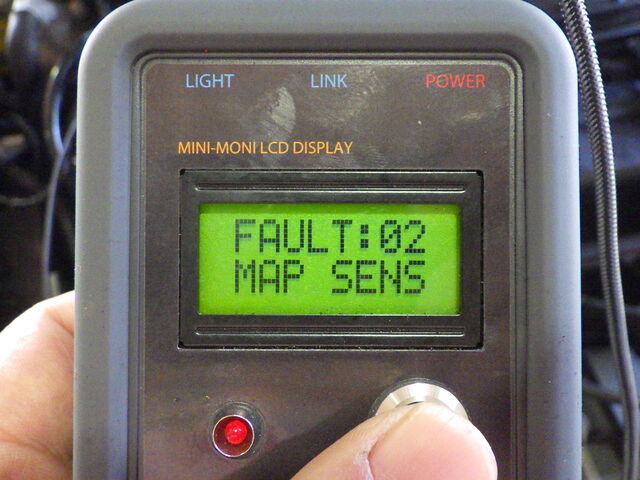 LIGHT LINK POWER
MINI-MONI LCD DISPLAY
FAULT:02
MAP SENS